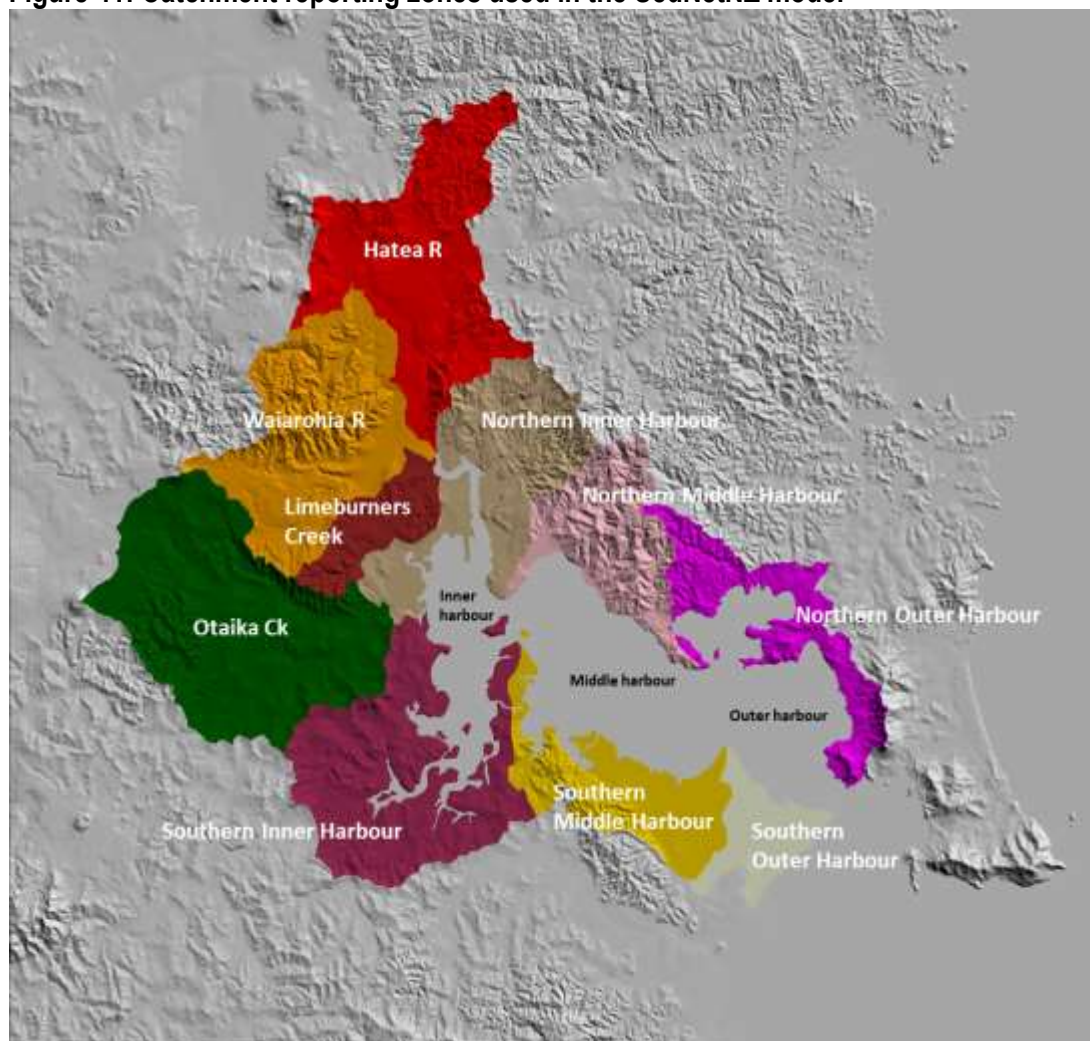 Hatea R
Waiarohia R
Northern Inner Harbour
Limeburners
Creek
Northern Middle Harbour
Inner
harbour
Northern Outer Harbour
Otaika Ck
Middle harbour
Outer harbour
Southern
Middle Harbour
Southern Inner Harbour
Southern
Outer Harbour